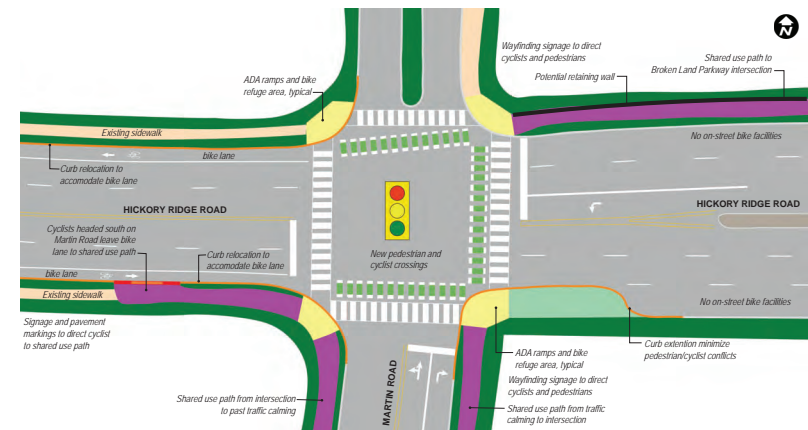 N
Wayfinding signage to direct
cyclists and pedestrians
Potential retaining wall
Shared use path to
Broken Land Parkway intersection
ADA ramps and bike
refuge area, typical
Existing sidewalk
bike lane
Curb relocation to
accomodate bike lane
No on-street bike facilities
HICKORY RIDGE ROAD
HICKORY RIDGE ROAD
Cyclists headed south on
Martin Road leave bike
lane to shared use path
Curb relocation to
accomodate bike lane
New pedestrian and
cyclist crossings
bike lane
Existing sidewalk
No on-street bike facilities
Signage and pavement
markings to direct cyclist
to shared use path
Curb extention minimize
pedestrian/cyclist conflicts
ADA ramps and bike
refuge area, typical
Wayfinding signage to direct
cyclists and pedestrians
MARTIN ROAD
Shared use path from intersection
to past traffic calming
Shared use path from traffic
calming to intersection